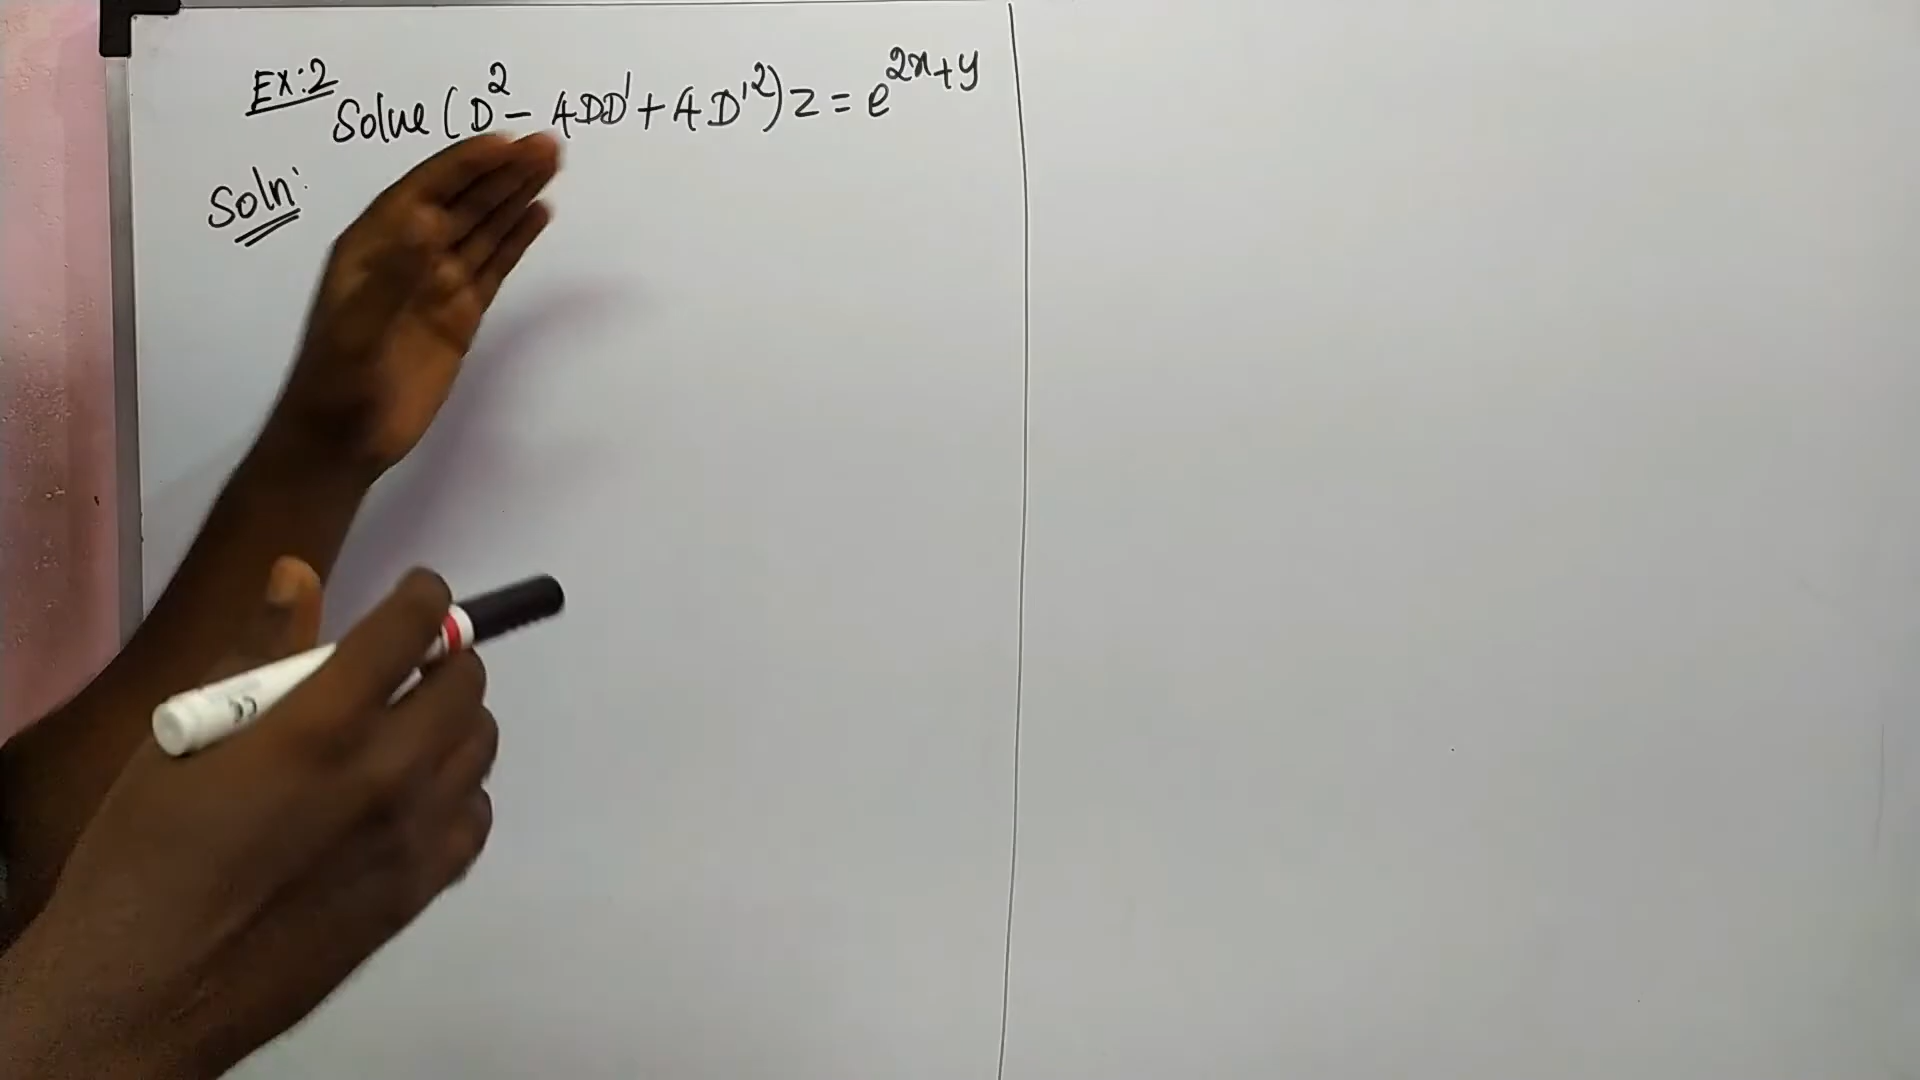 Ex:2 Solve (D² - 4DD' + 4D'²) z = e^{2x+y}
Soln: